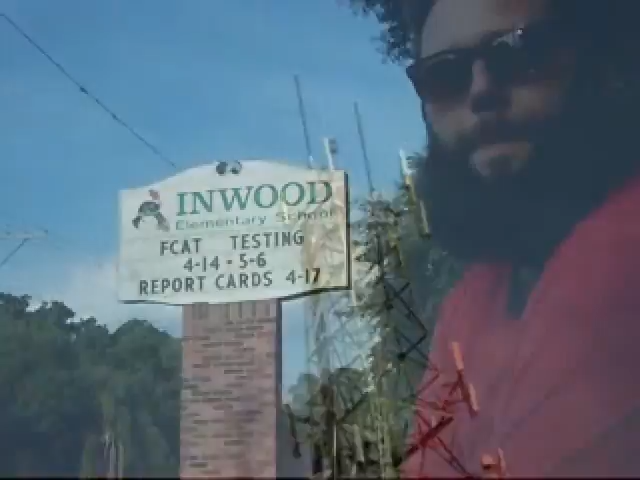 INWOOD
Elementary School
FCAT TESTING
4-14 - 5-6
REPORT CARDS 4-17